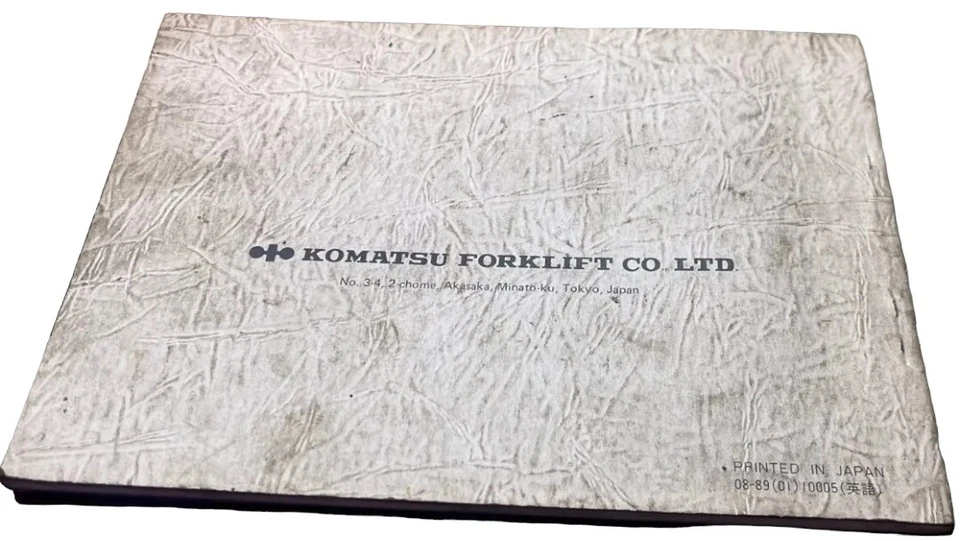 KOMATSU FORKLIFT CO., LTD.
No. 3-4, 2-chome, Akasaka, Minato-ku, Tokyo, Japan
PRINTED IN JAPAN
08-89(01)10005(英語)